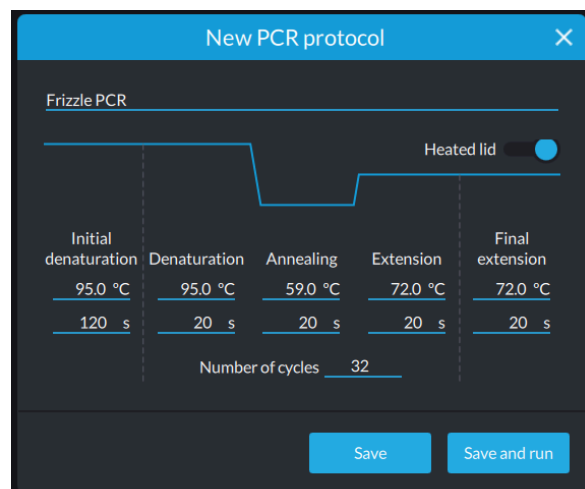 New PCR protocol
Frizzle PCR
Heated lid
Initial denaturation
Denaturation
Annealing
Extension
Final extension
95.0 °C 95.0 °C 59.0 °C 72.0 °C 72.0 °C
120 s 20 s 20 s 20 s 20 s
Number of cycles 32
Save Save and run